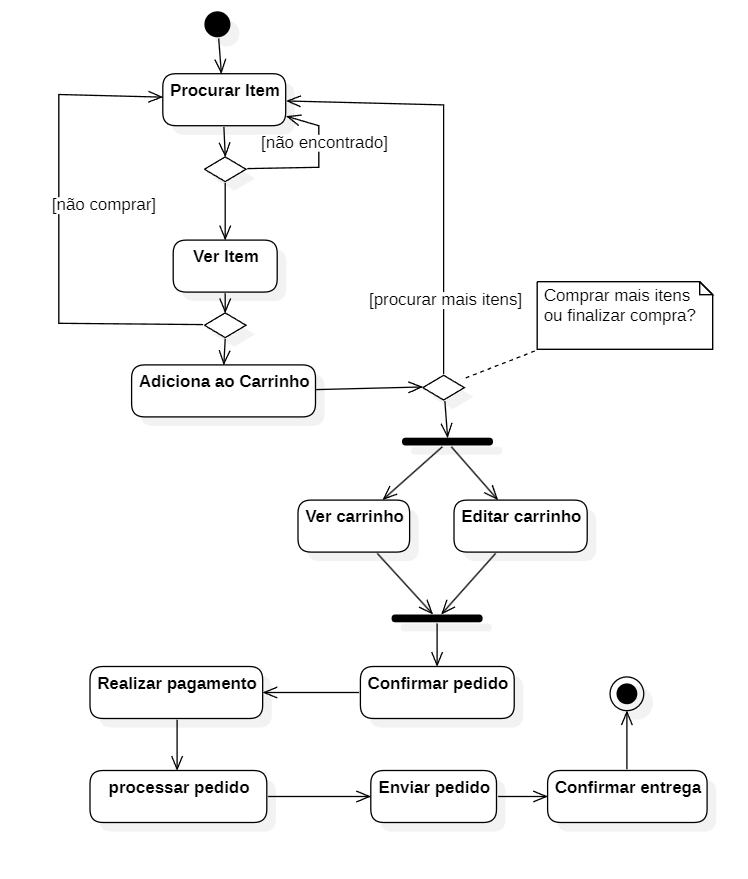 Procurar Item
[não encontrado]
[não comprar]
Ver Item
[procurar mais itens]
Comprar mais itens
ou finalizar compra?
Adiciona ao Carrinho
Ver carrinho
Editar carrinho
Realizar pagamento
Confirmar pedido
processar pedido
Enviar pedido
Confirmar entrega